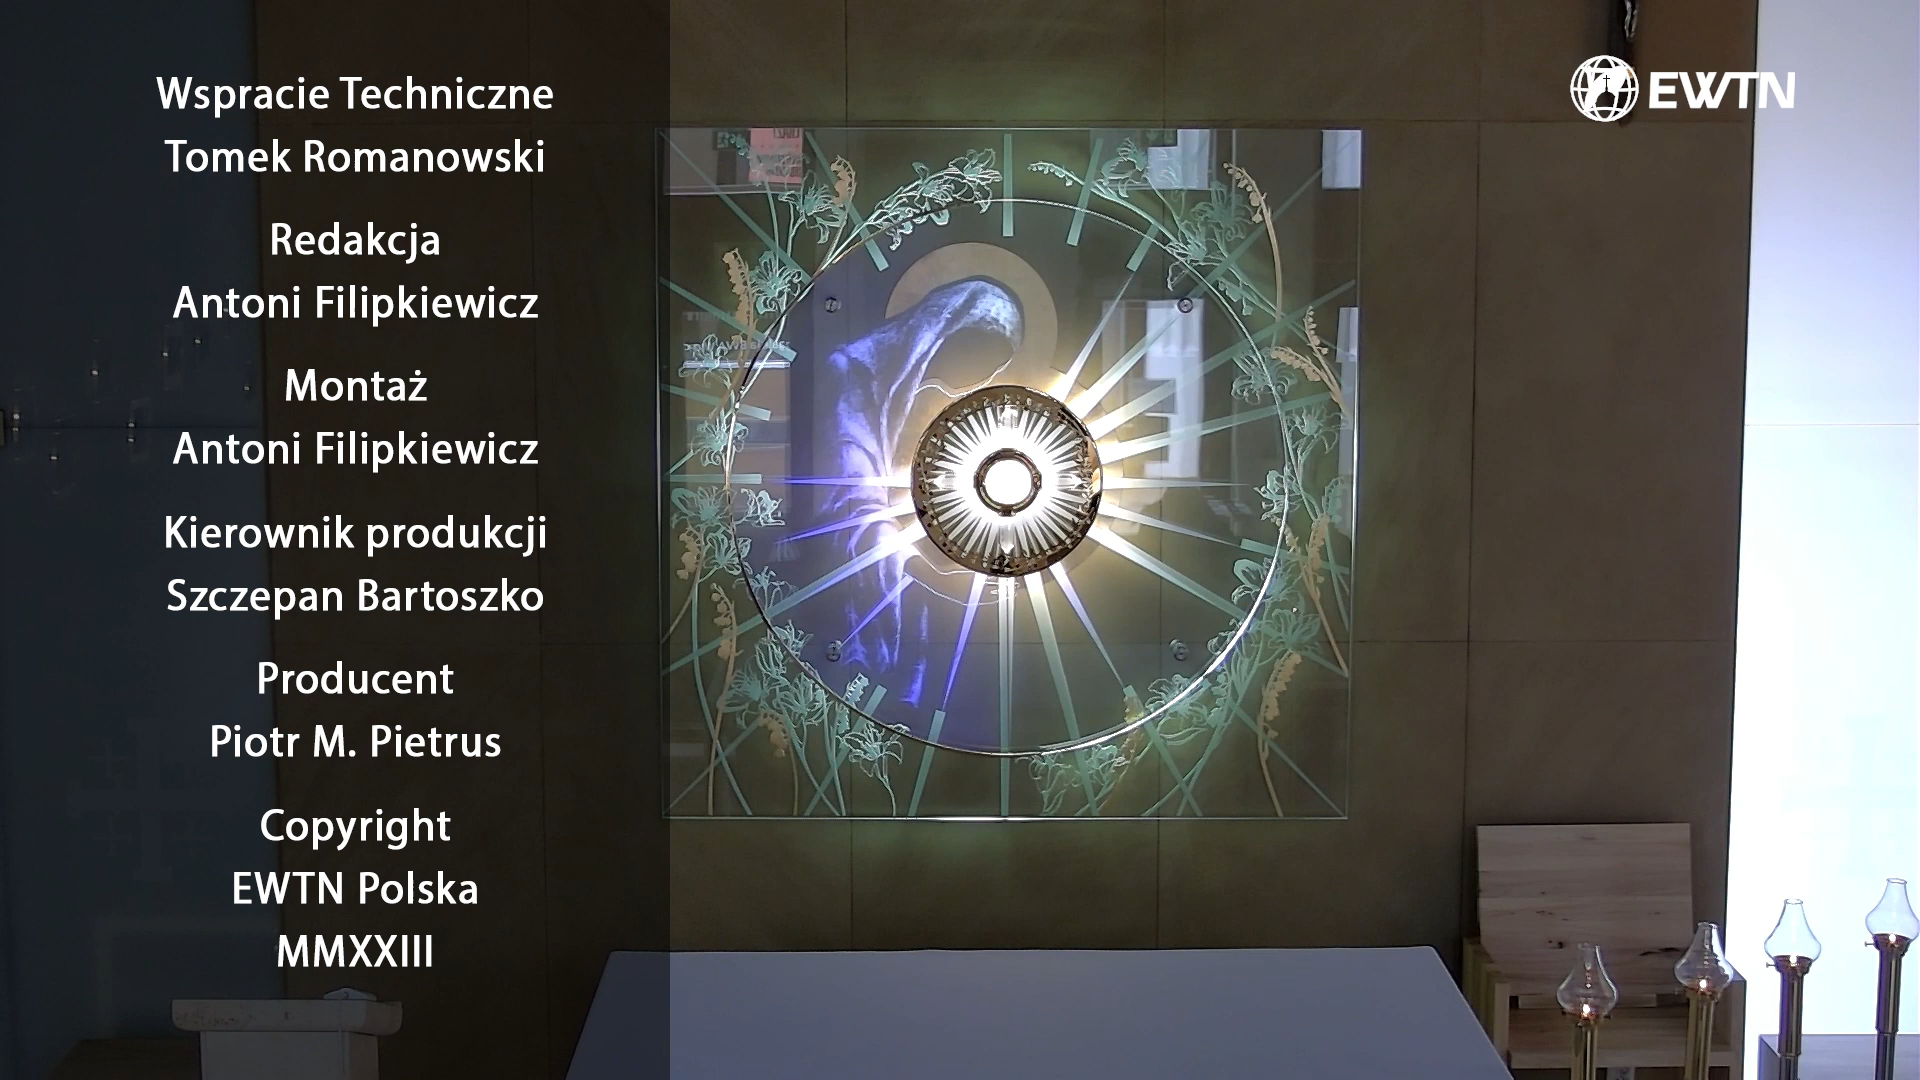 Wspracie Techniczne
Tomek Romanowski
Redakcja
Antoni Filipkiewicz
Montaż
Antoni Filipkiewicz
Kierownik produkcji
Szczepan Bartoszko
Producent
Piotr M. Pietrus
Copyright
EWTN Polska
MMXXIII
EWTN